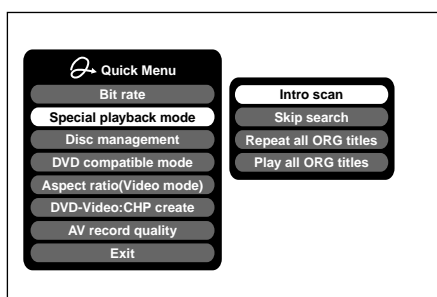 Quick Menu
Bit rate
Special playback mode
Disc management
DVD compatible mode
Aspect ratio(Video mode)
DVD-Video:CHP create
AV record quality
Exit
Intro scan
Skip search
Repeat all ORG titles
Play all ORG titles